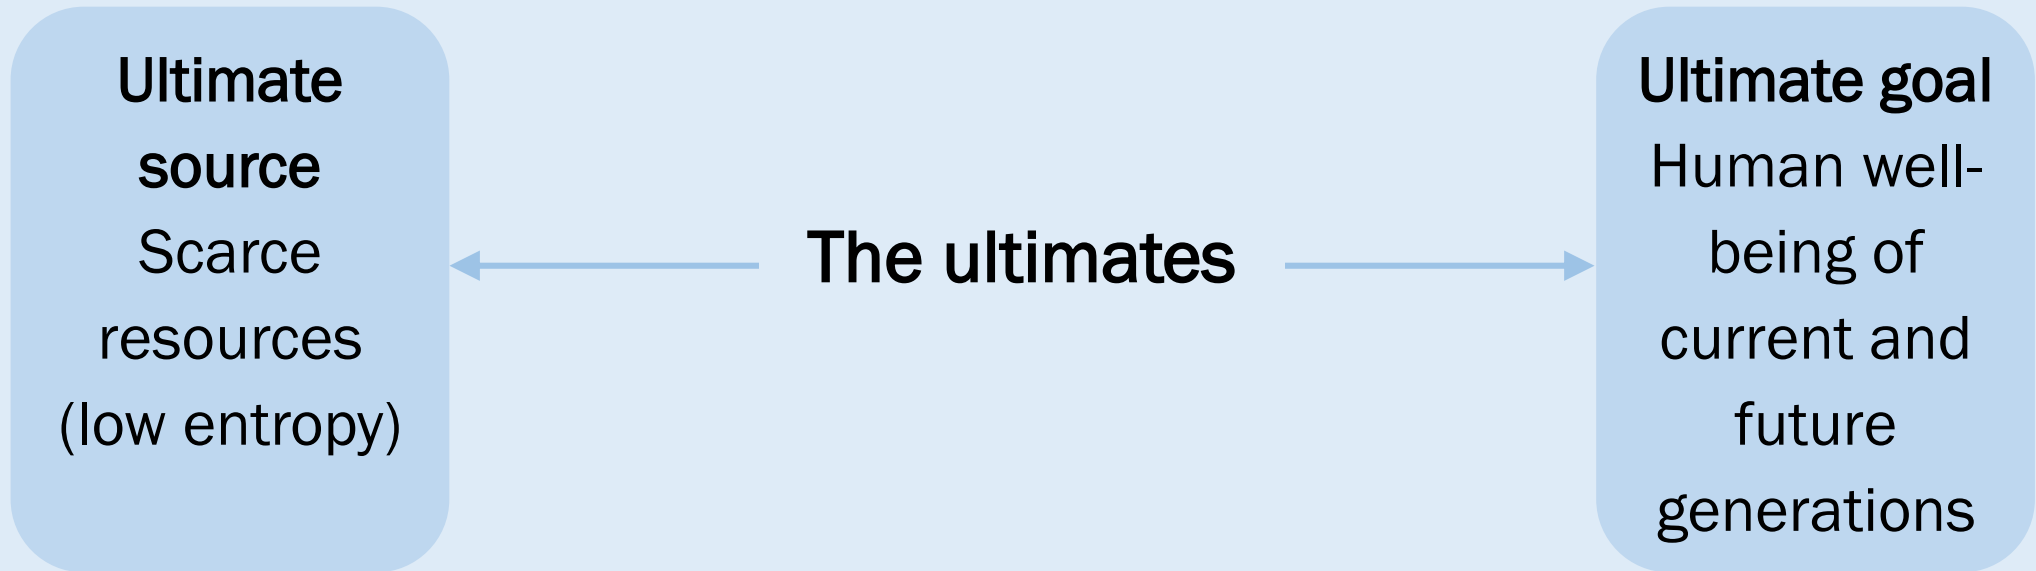 Ultimate
source
Scarce
resources
(low entropy)
The ultimates
Ultimate goal
Human well-
being of
current and
future
generations